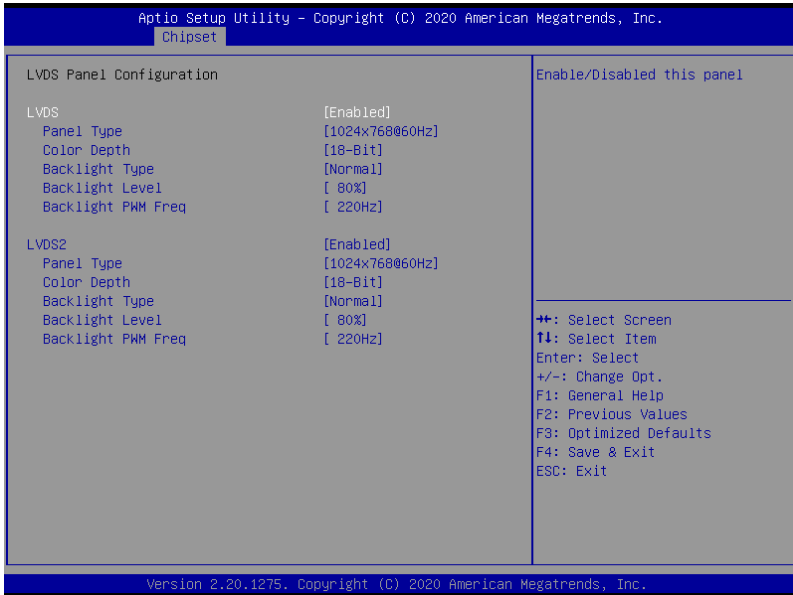 Aptio Setup Utility – Copyright (C) 2020 American Megatrends, Inc.
Chipset
LVDS Panel Configuration
LVDS [Enabled]
Panel Type [1024x768@60Hz]
Color Depth [18-Bit]
Backlight Type [Normal]
Backlight Level [ 80%]
Backlight PWM Freq [ 220Hz]
LVDS2 [Enabled]
Panel Type [1024x768@60Hz]
Color Depth [18-Bit]
Backlight Type [Normal]
Backlight Level [ 80%]
Backlight PWM Freq [ 220Hz]
Enable/Disabled this panel
→←: Select Screen
↑↓: Select Item
Enter: Select
+/-: Change Opt.
F1: General Help
F2: Previous Values
F3: Optimized Defaults
F4: Save & Exit
ESC: Exit
Version 2.20.1275. Copyright (C) 2020 American Megatrends, Inc.